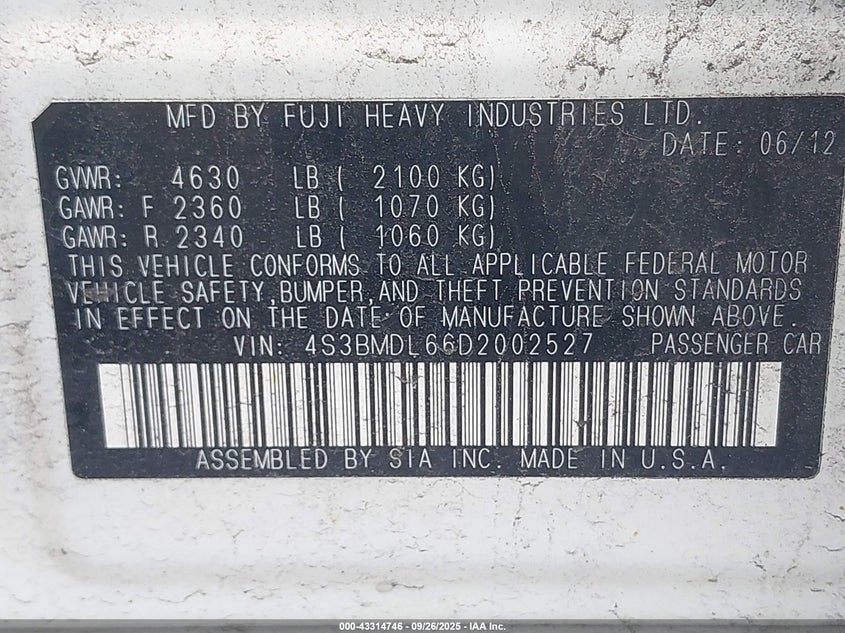 MFD BY FUJI HEAVY INDUSTRIES LTD.
DATE: 06/12
GVWR: 4630 LB ( 2100 KG)
GAWR: F 2360 LB ( 1070 KG)
GAWR: R 2340 LB ( 1060 KG)
THIS VEHICLE CONFORMS TO ALL APPLICABLE FEDERAL MOTOR
VEHICLE SAFETY, BUMPER, AND THEFT PREVENTION STANDARDS
IN EFFECT ON THE DATE OF MANUFACTURE SHOWN ABOVE.
VIN: 4S3BMDL66D2002527 PASSENGER CAR
ASSEMBLED BY SIA INC. MADE IN U.S.A.
000-43314746 - 09/26/2025 - IAA Inc.